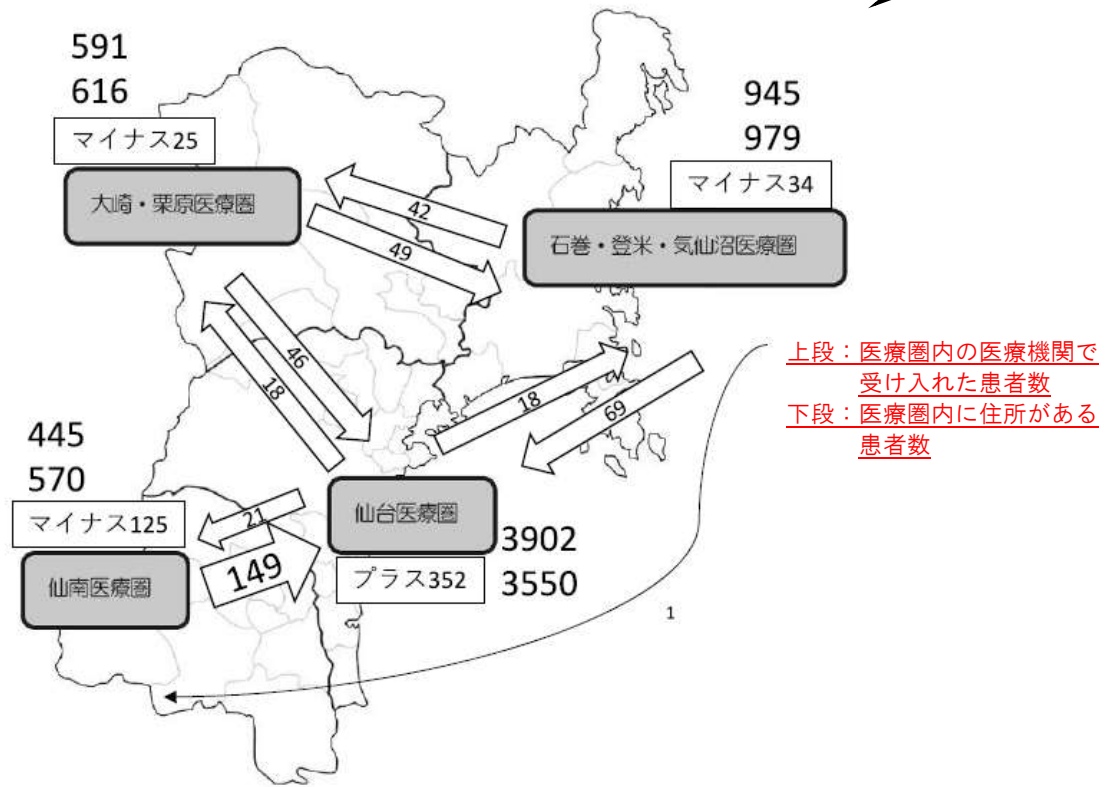 591
616
マイナス25
大崎・栗原医療圏
945
979
マイナス34
石巻・登米・気仙沼医療圏
42
49
46
18
18
69
上段：医療圏内の医療機関で
受け入れた患者数
下段：医療圏内に住所がある
患者数
445
570
マイナス125
仙南医療圏
21
149
仙台医療圏
プラス352
3902
3550
1